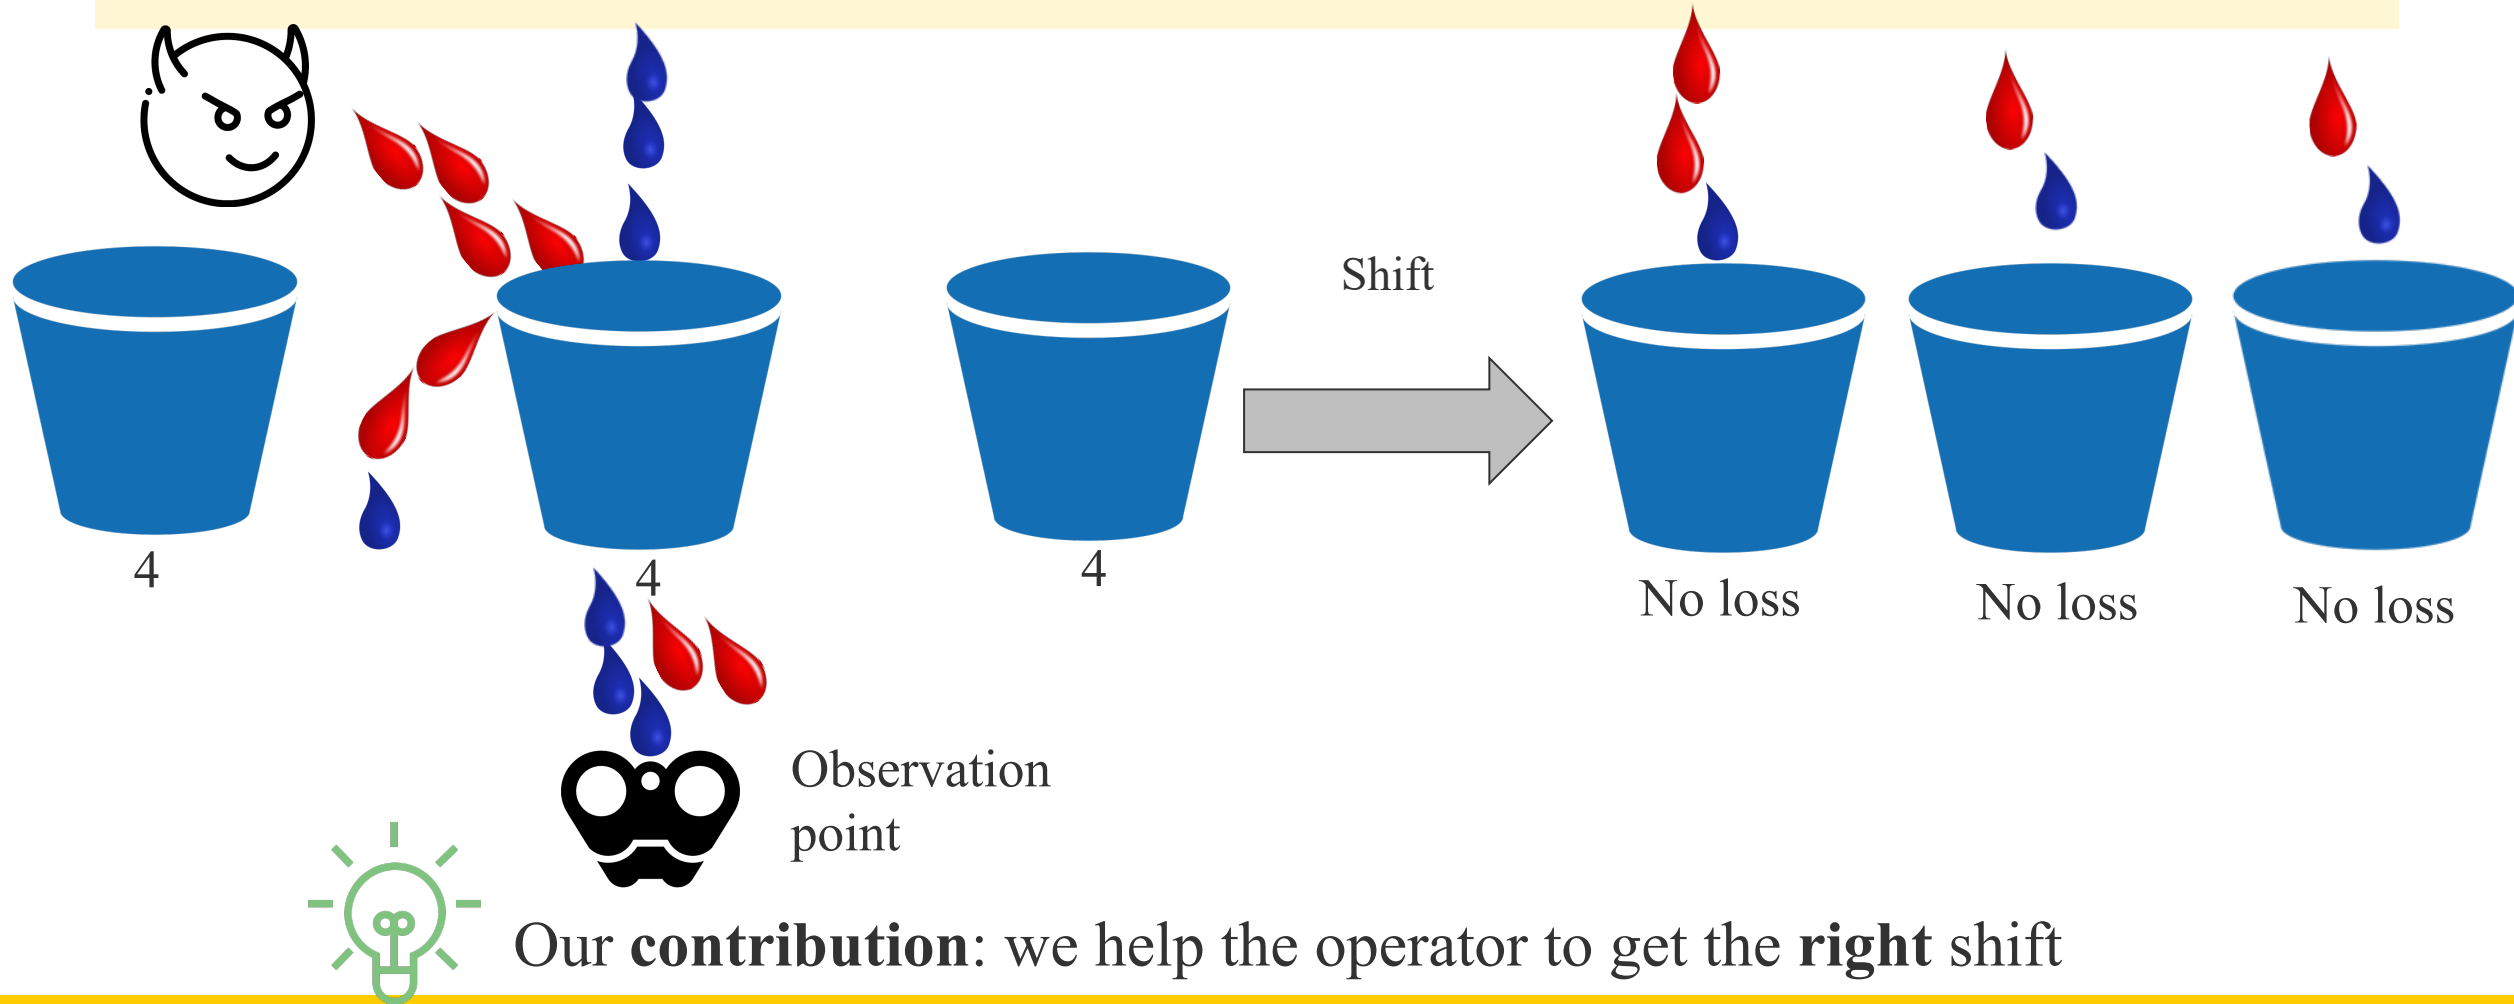 Shift
4
4
4
No loss
No loss
No loss
Observation
point
Our contribution: we help the operator to get the right shift